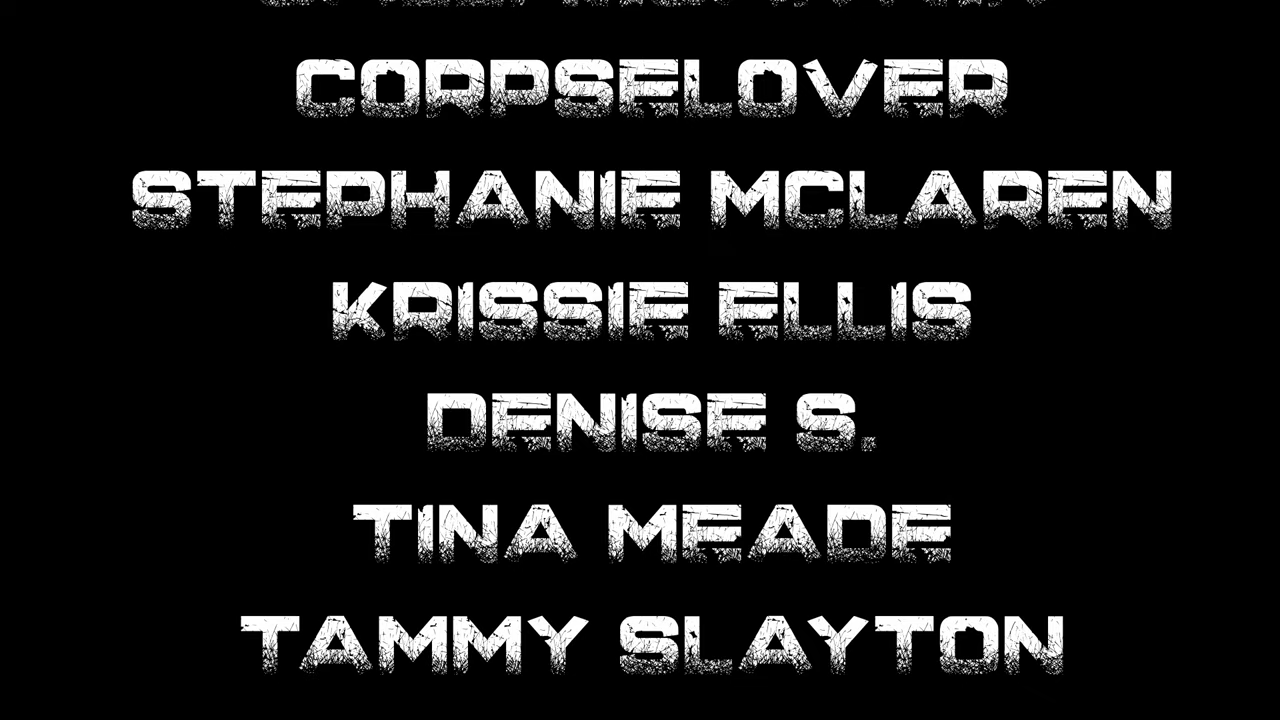 CORPSELOVER
STEPHANIE MCLAREN
KRISSIE ELLIS
DENISE S.
TINA MEADE
TAMMY SLAYTON